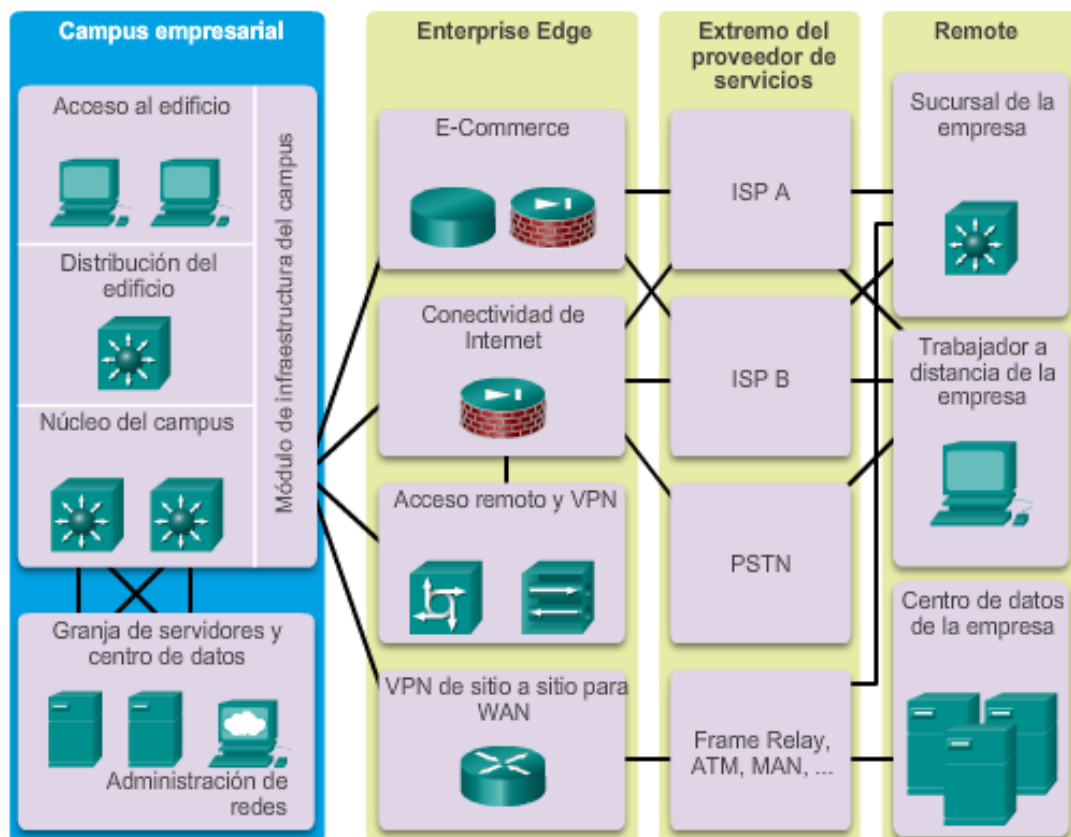 Campus empresarial
Acceso al edificio
Distribución del
edificio
Núcleo del campus
Módulo de infraestructura del campus
Granja de servidores y
centro de datos
Administración de
redes
Enterprise Edge
E-Commerce
Conectividad de
Internet
Acceso remoto y VPN
VPN de sitio a sitio para
WAN
Extremo del
proveedor de
servicios
ISP A
ISP B
PSTN
Frame Relay,
ATM, MAN, ...
Remote
Sucursal de la
empresa
Trabajador a
distancia de la
empresa
Centro de datos
de la empresa